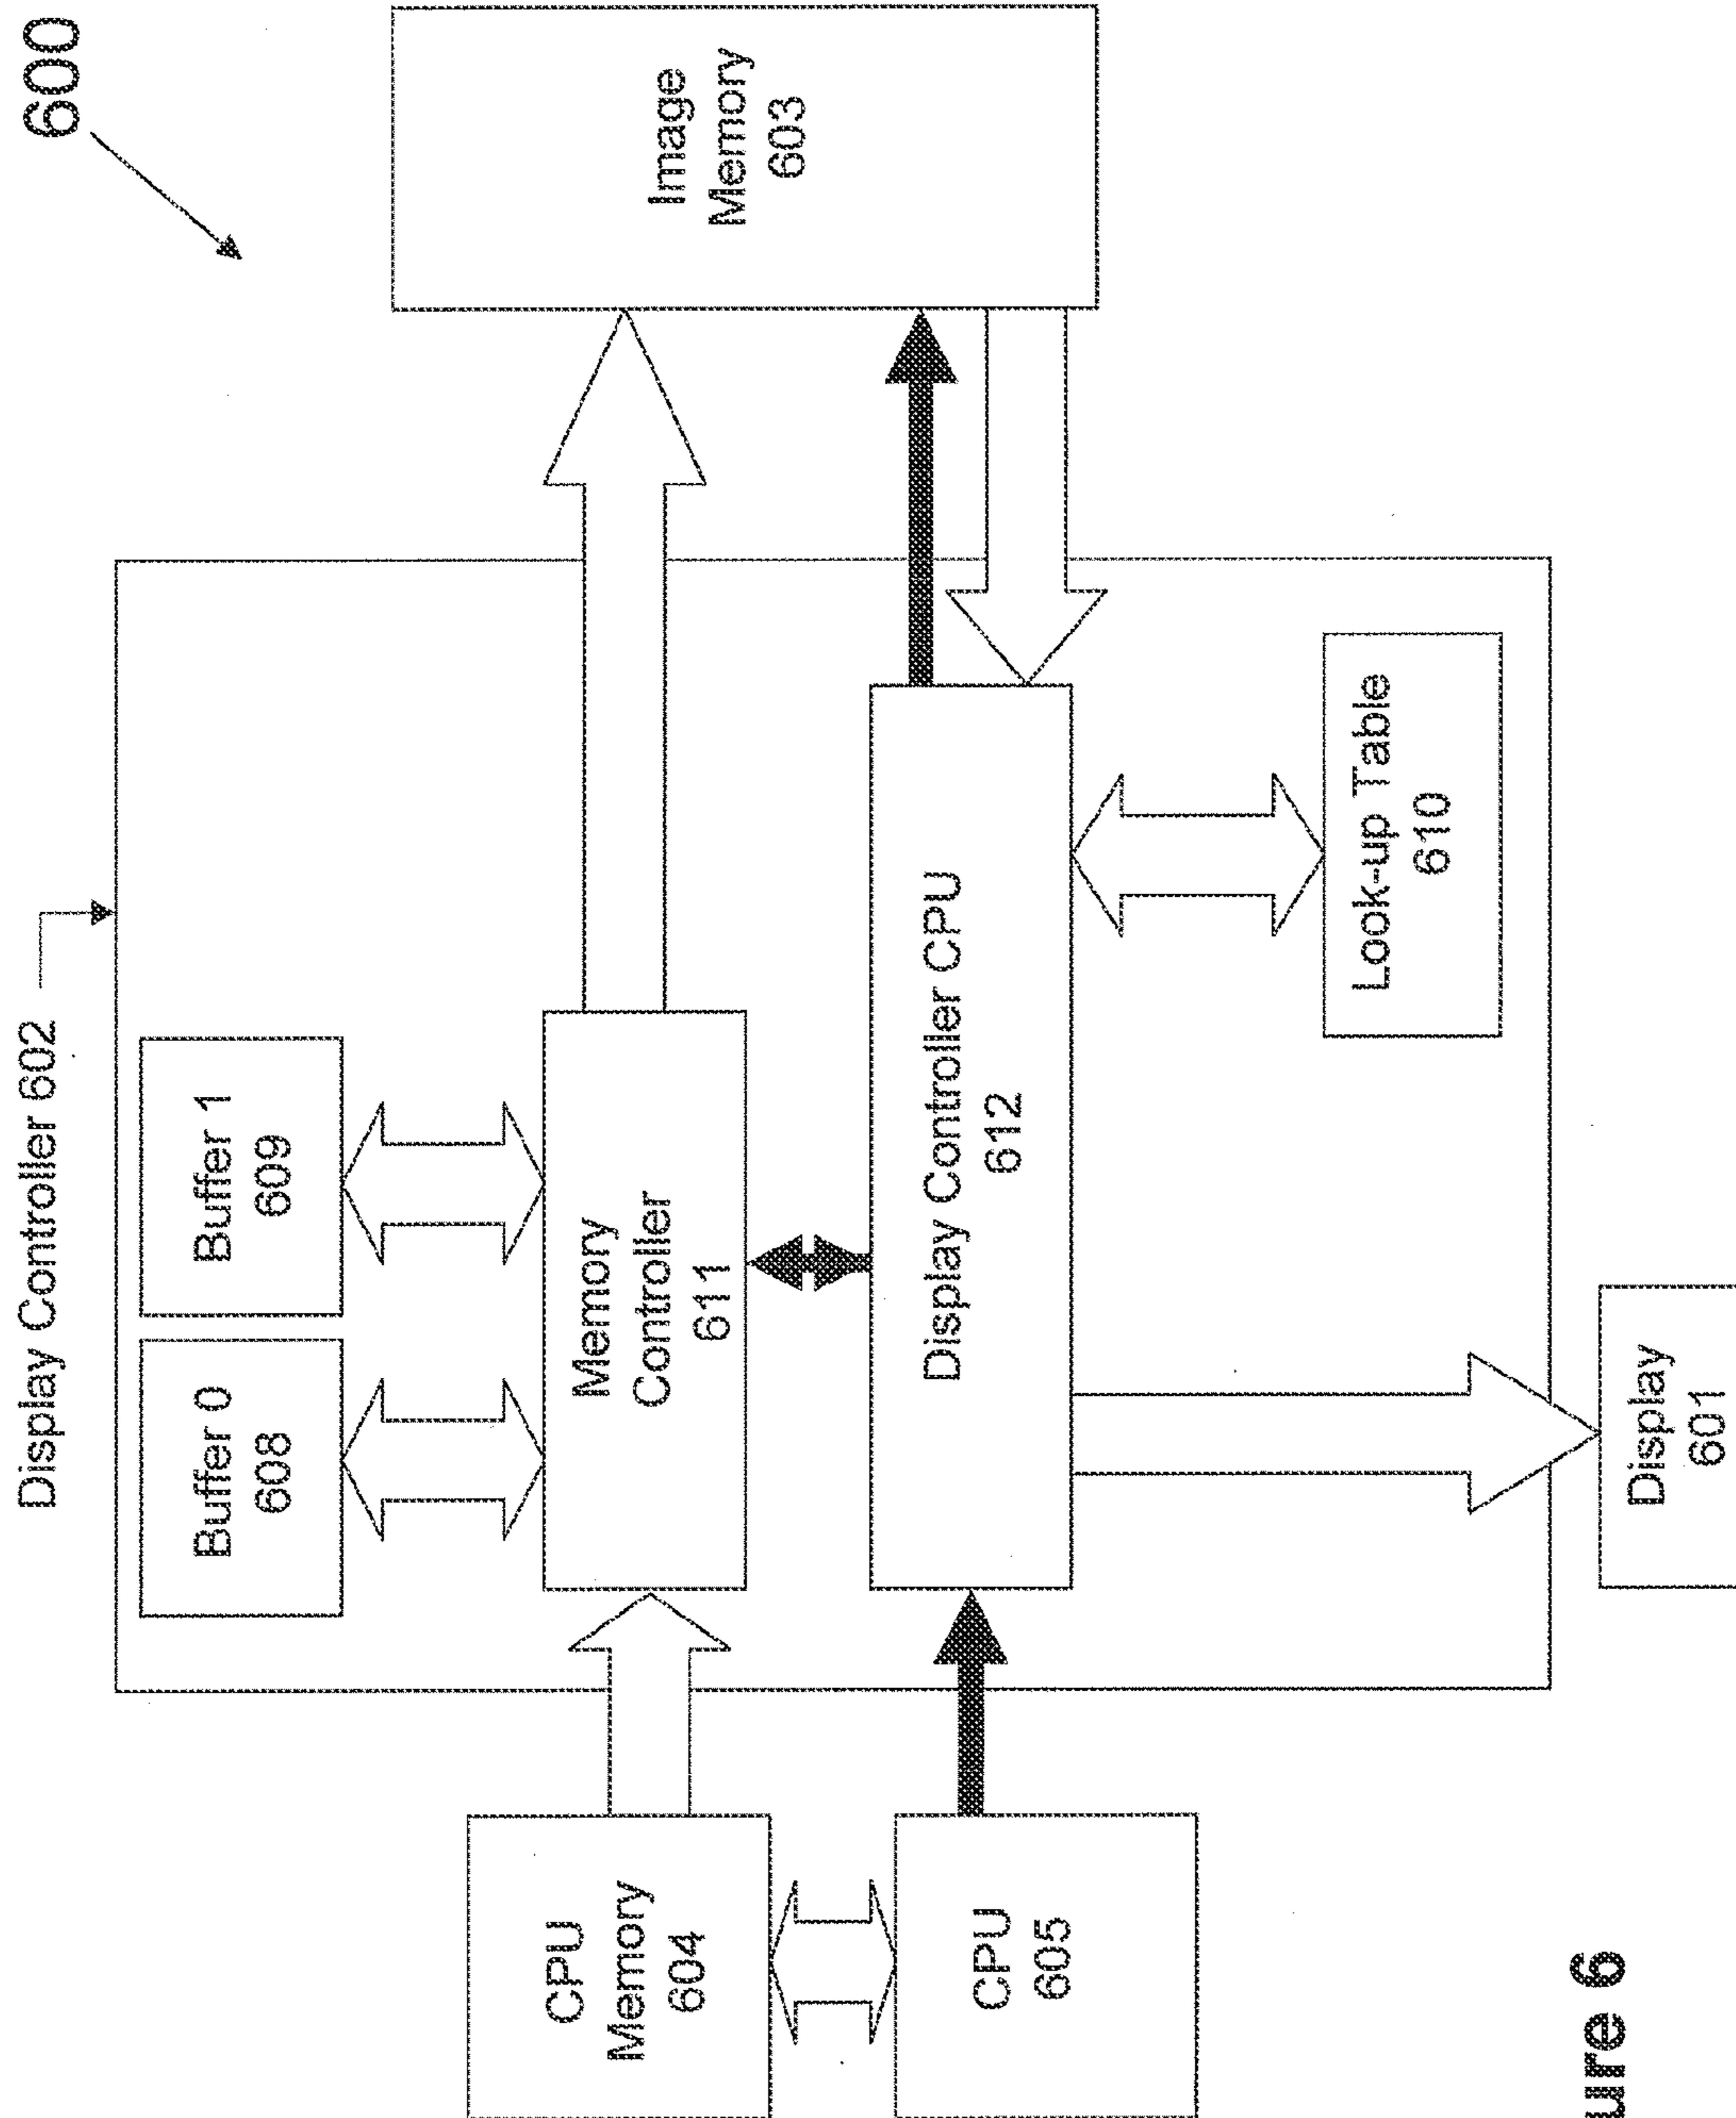 600
Display Controller 602
Buffer 0
608
Buffer 1
609
Image
Memory
603
CPU
Memory
604
Memory
Controller
611
CPU
605
Display Controller CPU
612
Look-up Table
610
Display
601
ure 6